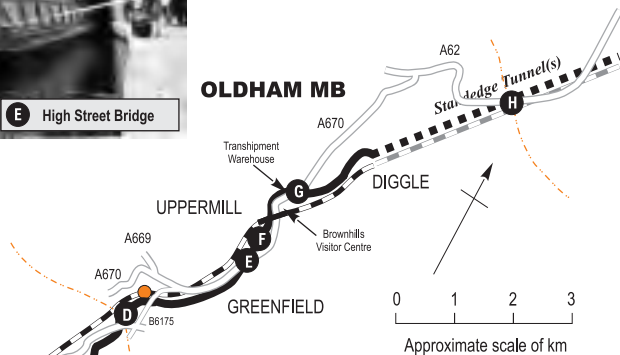 E High Street Bridge
OLDHAM MB
A62
Standedge Tunnel(s)
H
A670
Transhipment
Warehouse
G
DIGGLE
UPPERMILL
F
Brownhills
Visitor Centre
A669
E
A670
D
GREENFIELD
B6175
0 1 2 3
Approximate scale of km